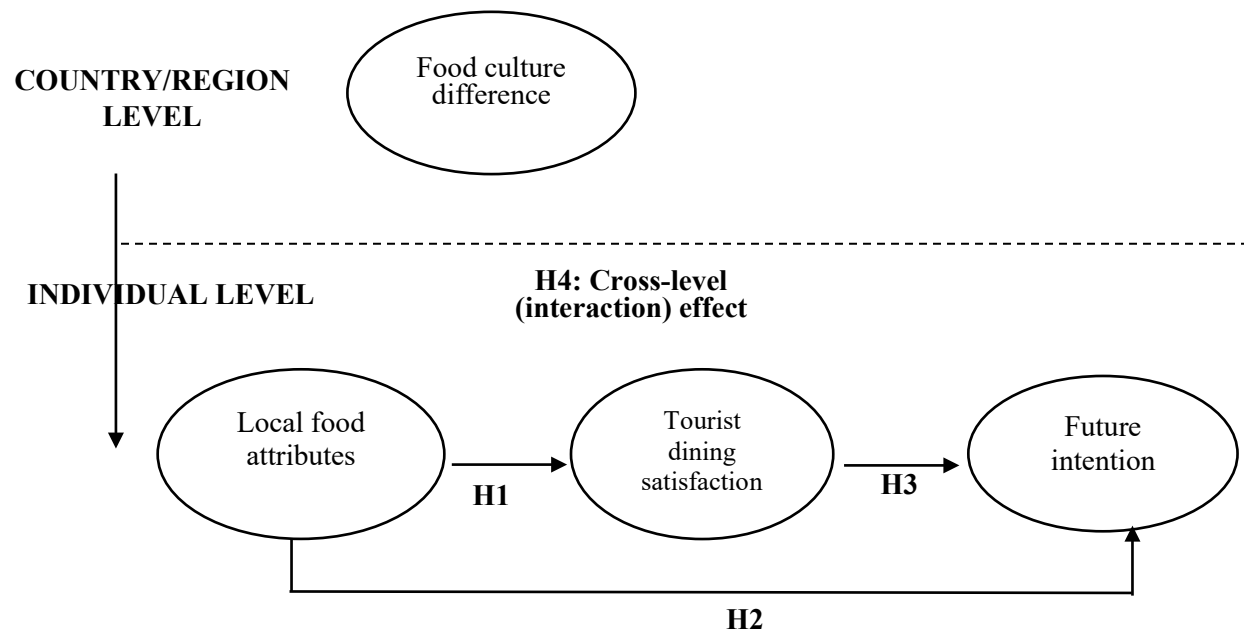 COUNTRY/REGION
LEVEL
Food culture
difference
INDIVIDUAL LEVEL
H4: Cross-level
(interaction) effect
Local food
attributes
H1
Tourist
dining
satisfaction
H3
Future
intention
H2